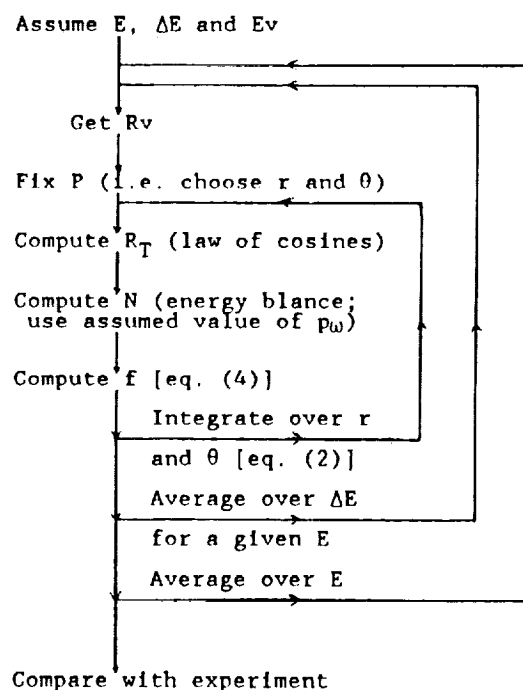 Assume E, ΔE and Ev
Get Rv
Fix P (i.e. choose r and θ)
Compute R_T (law of cosines)
Compute N (energy blance;
use assumed value of pω)
Compute f [eq. (4)]
Integrate over r
and θ [eq. (2)]
Average over ΔE
for a given E
Average over E
Compare with experiment